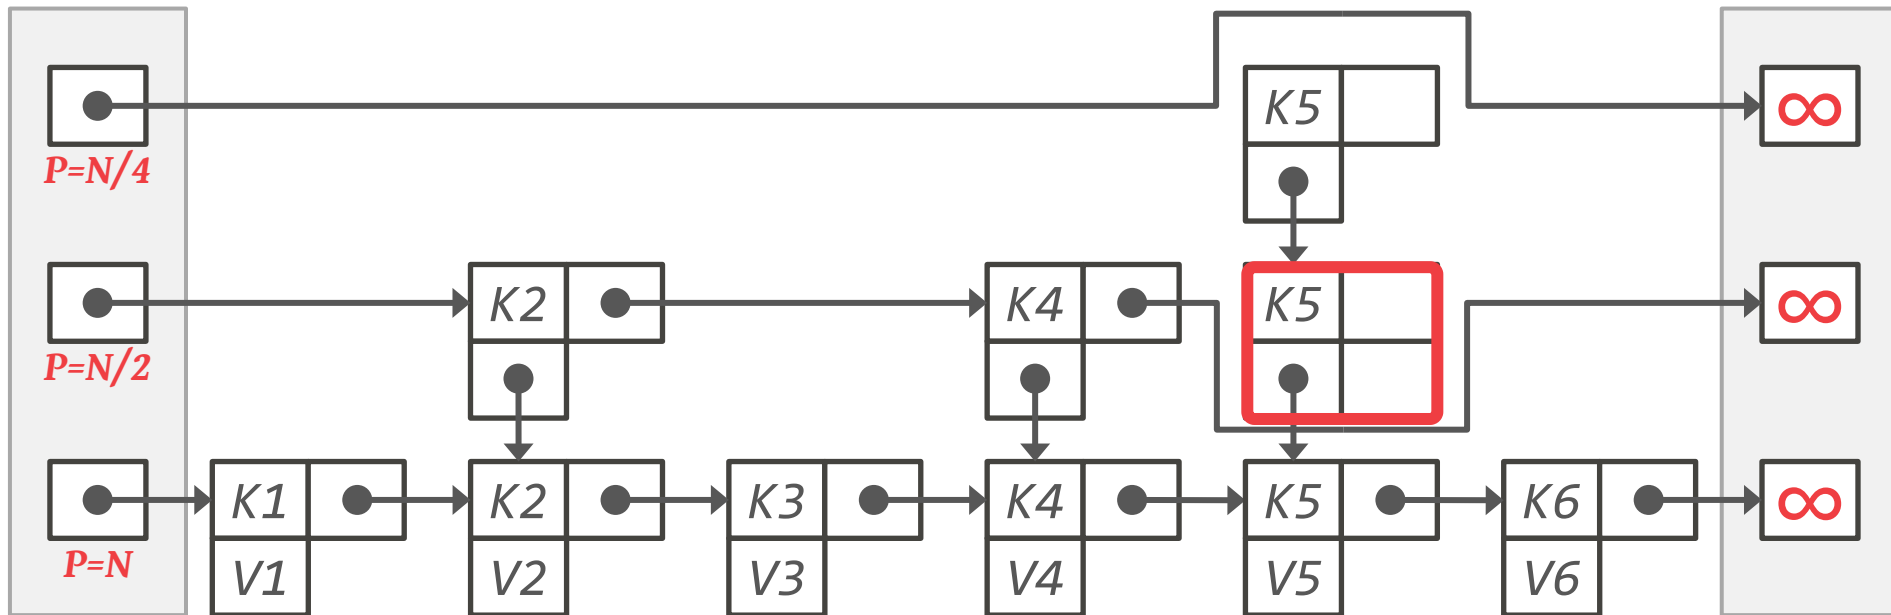 K5 ∞
P=N/4
K2 K4 K5 ∞
P=N/2
K1 K2 K3 K4 K5 K6 ∞
P=N
V1 V2 V3 V4 V5 V6